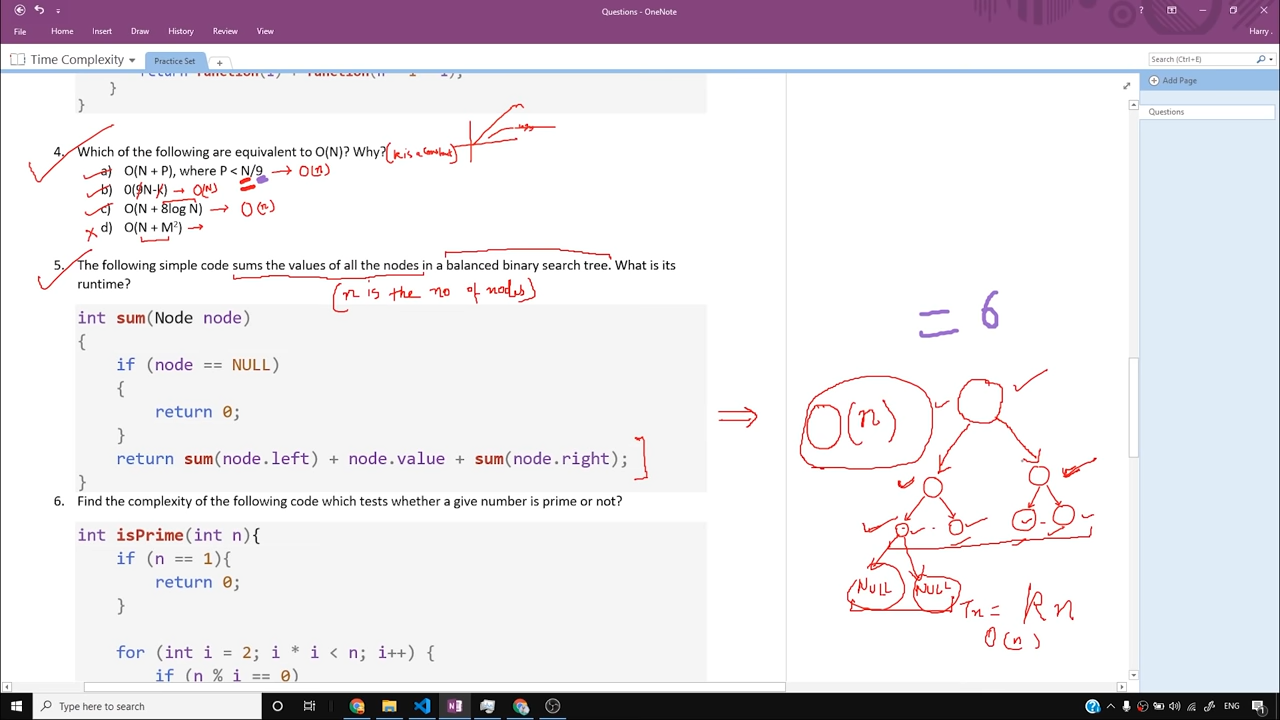 Questions - OneNote
Harry .
File Home Insert Draw History Review View
Time Complexity
Practice Set
Search (Ctrl+E)
Add Page
Questions
}
}
4. Which of the following are equivalent to O(N)? Why? (k is a constant)
a) O(N + P), where P < N/9 → O(n)
b) 0(9N-k) → O(N)
c) O(N + 8log N) → O(n)
x d) O(N + M²) →
5. The following simple code sums the values of all the nodes in a balanced binary search tree. What is its
runtime?
(n is the no of nodes)
int sum(Node node)
{
if (node == NULL)
{
return 0;
}
return sum(node.left) + node.value + sum(node.right);
}
= 6
⇒ O(n)
NULL NULL
Tn = kn
O(n)
6. Find the complexity of the following code which tests whether a give number is prime or not?
int isPrime(int n){
if (n == 1){
return 0;
}
for (int i = 2; i * i < n; i++) {
if (n % i == 0)
Type here to search
ENG